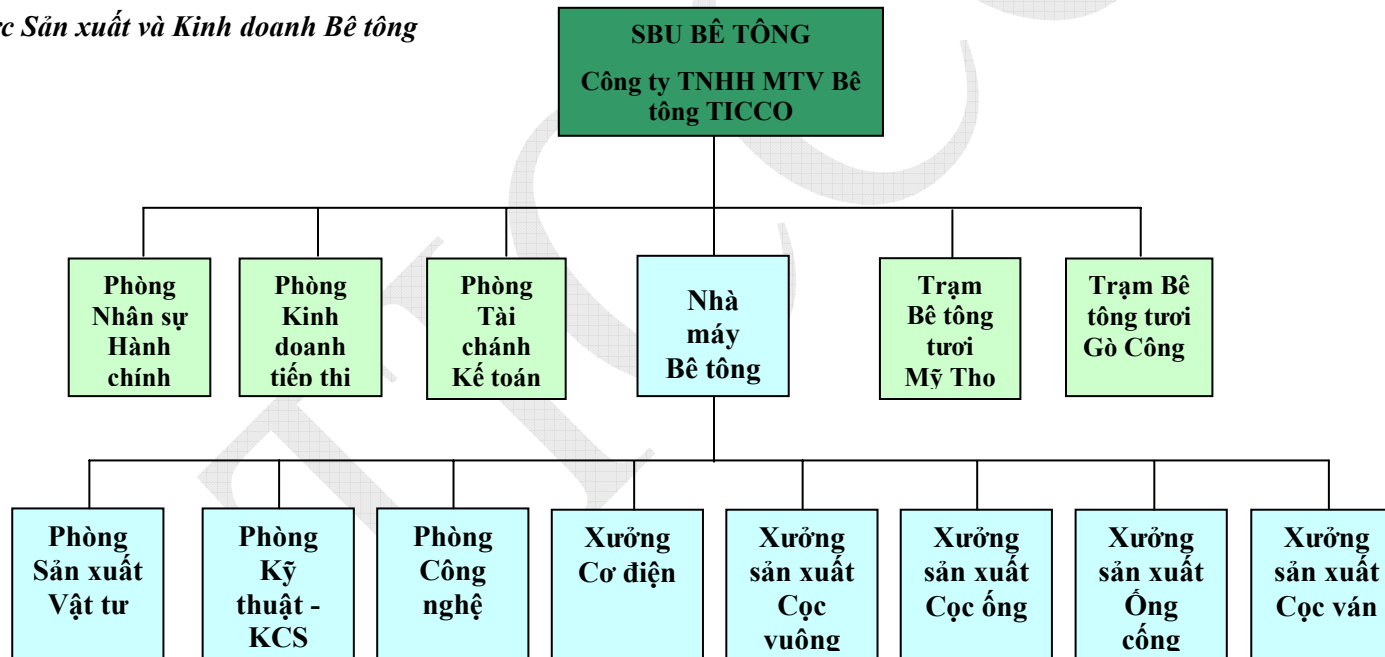 Sản xuất và Kinh doanh Bê tông
SBU BÊ TÔNG
Công ty TNHH MTV Bê
tông TICCO
Phòng
Nhân sự
Hành
chính
Phòng
Kinh
doanh
tiếp thị
Phòng
Tài
chánh
Kế toán
Nhà
máy
Bê tông
Trạm
Bê tông
tươi
Mỹ Tho
Trạm Bê
tông tươi
Gò Công
Phòng
Sản xuất
Vật tư
Phòng
Kỹ
thuật -
KCS
Phòng
Công
nghệ
Xưởng
Cơ điện
Xưởng
sản xuất
Cọc
vuông
Xưởng
sản xuất
Cọc ống
Xưởng
sản xuất
Ống
cống
Xưởng
sản xuất
Cọc ván